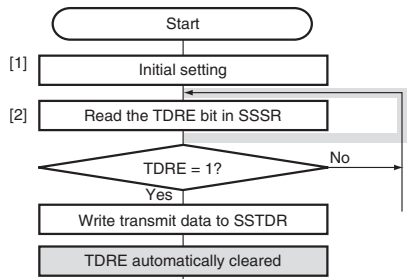 Start
[1]
Initial setting
[2]
Read the TDRE bit in SSSR
TDRE = 1?
No
Yes
Write transmit data to SSTDR
TDRE automatically cleared